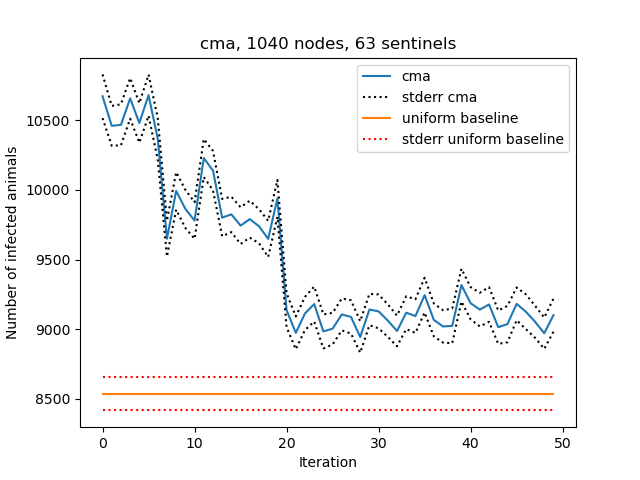 cma, 1040 nodes, 63 sentinels
cma
stderr cma
uniform baseline
stderr uniform baseline
Number of infected animals
10500
10000
9500
9000
8500
0 10 20 30 40 50
Iteration